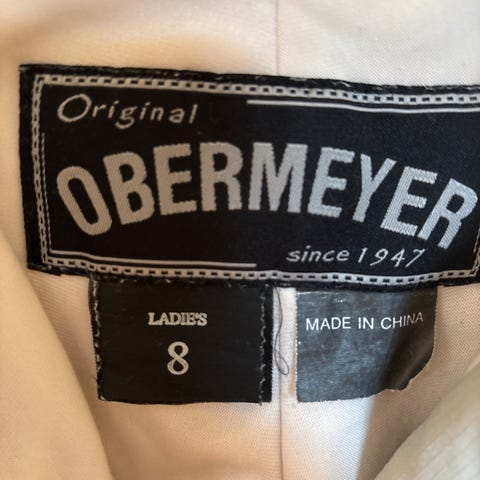 Original
OBERMEYER
since 1947
LADIE'S
8
MADE IN CHINA